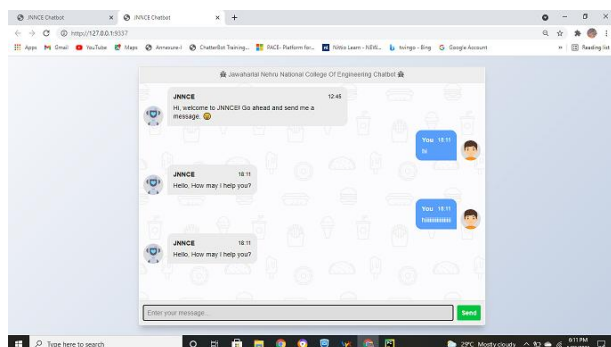 JNNCE Chatbot
JNNCE Chatbot
http://127.0.0.1:5537
Apps Gmail YouTube Maps Annexure-I ChatterBot Training... PACE- Platform for... Nitte Learn - NEW... Bing Google Account
Reading list
Jawaharlal Nehru National College Of Engineering Chatbot
JNNCE 12:45
Hi, welcome to JNNCE! Go ahead and send me a
message.
You 18:11
hi
JNNCE 18:11
Hello, How may I help you?
You 18:11
JNNCE 18:11
Hello, How may I help you?
Enter your message...
Send
Type here to search
29°C Mostly cloudy
6:11 PM